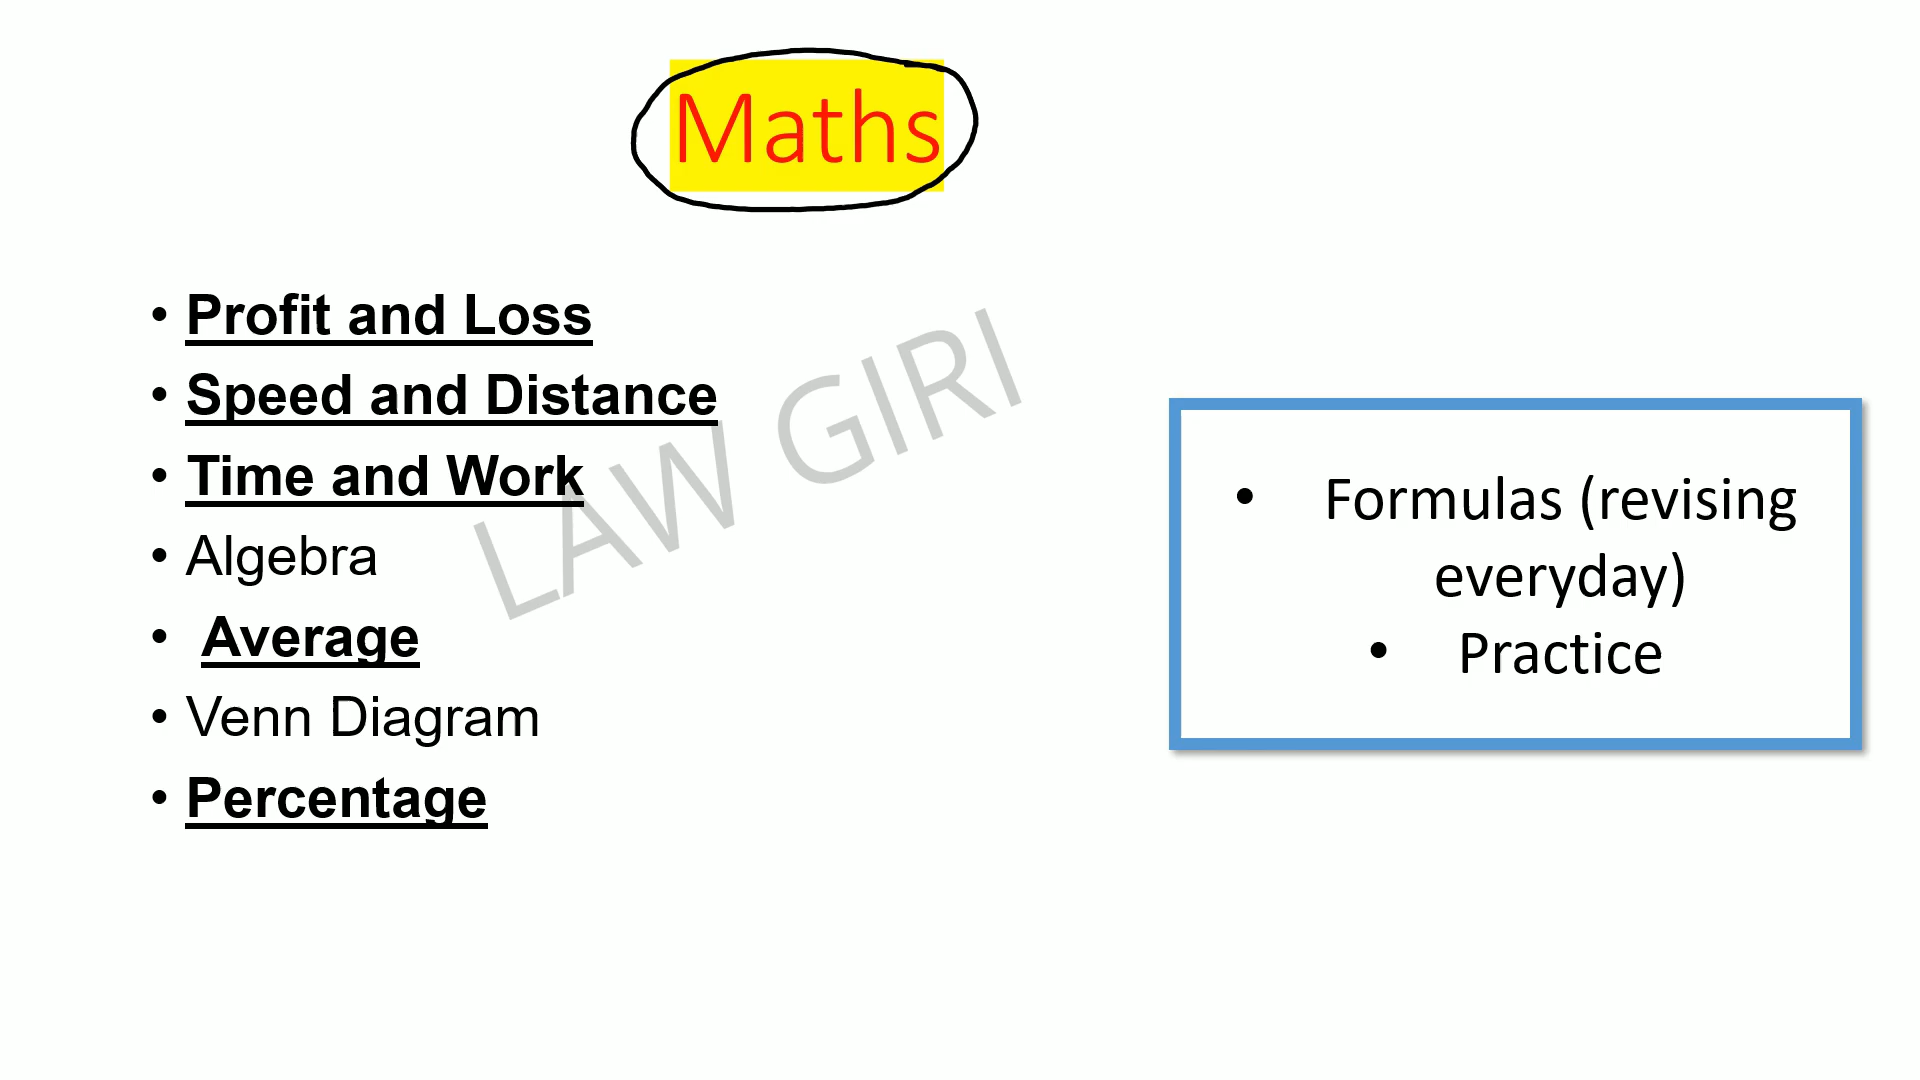 Maths
• Profit and Loss
• Speed and Distance
• Time and Work
• Algebra
• Average
• Venn Diagram
• Percentage
LAW GIRI
• Formulas (revising
everyday)
• Practice